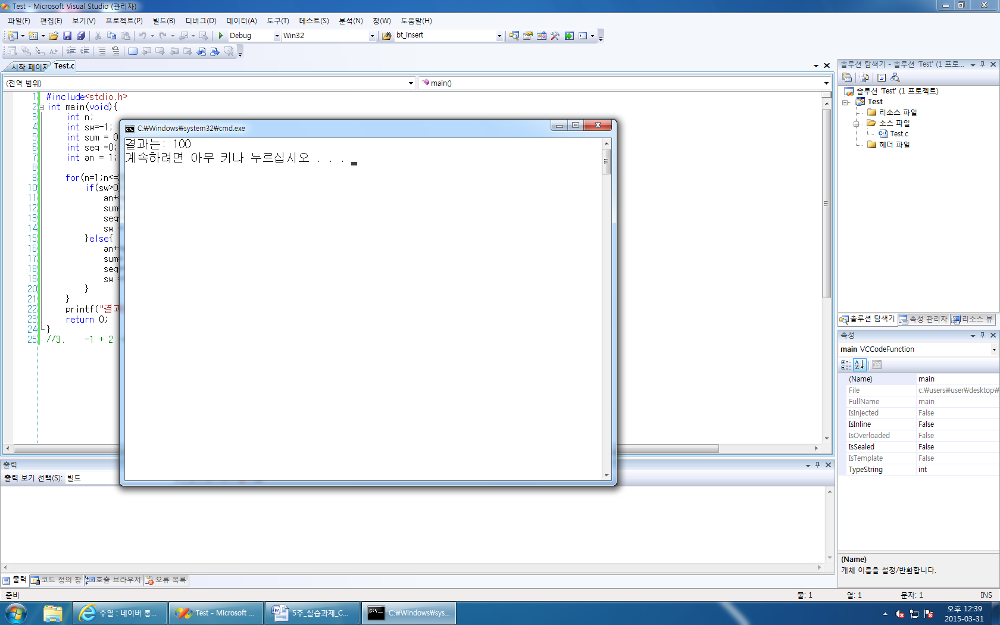 Test - Microsoft Visual Studio (관리자)
파일(F) 편집(E) 보기(V) 프로젝트(P) 빌드(B) 디버그(D) 데이터(A) 도구(T) 테스트(S) 분석(N) 창(W) 도움말(H)
Debug Win32 bt_insert
시작 페이지 Test.c
(전역 범위) main()
1 #include<stdio.h>
2 int main(void){
3 int n;
4 int sw=-1;
5 int sum = 0
6 int seq =0;
7 int an = 1;
8
9 for(n=1;n<=
10 if(sw>0
11 an+
12 sum
13 seq
14 sw
15 }else{
16 an+
17 sum
18 seq
19 sw
20 }
21 }
22 printf("결과
23 return 0;
24 }
25 //3. -1 + 2
C:\Windows\system32\cmd.exe
결과는: 100
계속하려면 아무 키나 누르십시오 . . .
출력
출력 보기 선택(S): 빌드
출력 코드 정의 창 호출 브라우저 오류 목록
솔루션 탐색기 - 솔루션 'Test' (1 프로...
솔루션 'Test' (1 프로젝트)
Test
리소스 파일
소스 파일
Test.c
헤더 파일
솔루션 탐색기 속성 관리자 리소스 뷰
속성
main VCCodeFunction
(Name) main
File c:\users\user\desktop\
FullName main
IsInjected False
IsInline False
IsOverloaded False
IsSealed False
IsTemplate False
TypeString int
(Name)
개체 이름을 설정/반환합니다.
준비 줄: 1 열: 1 문자: 1 INS
수열 : 네이버 통... Test - Microsoft ... 5주_실습과제_C... C:\Windows\sys...
오후 12:39
2015-03-31